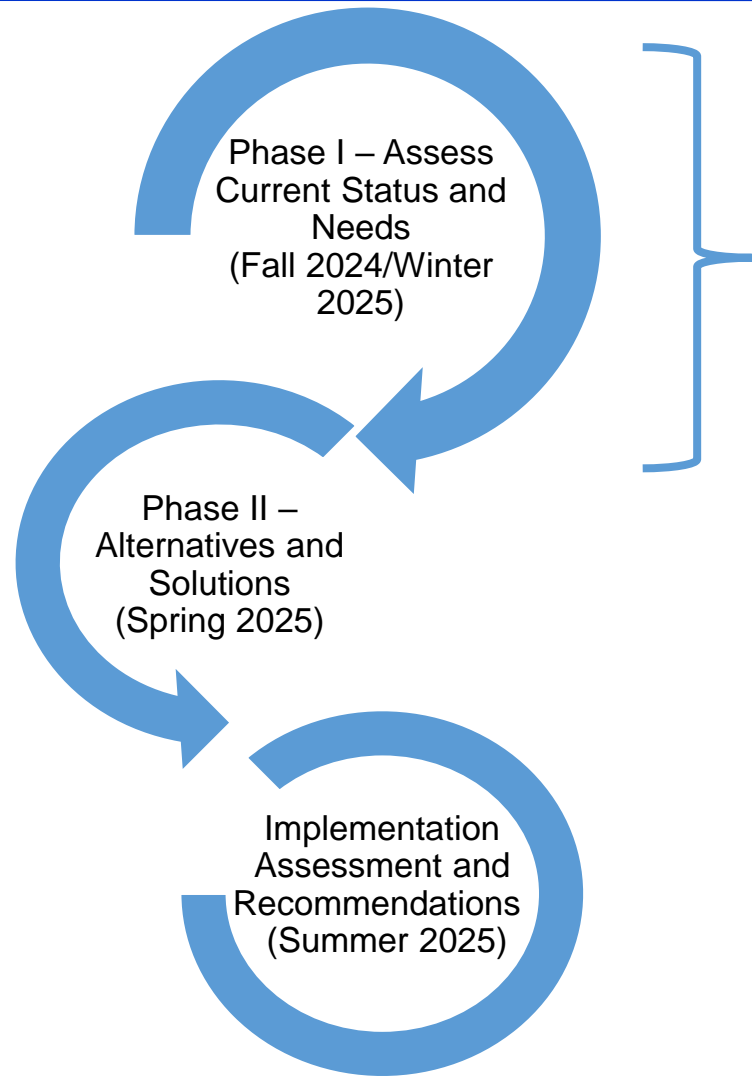 Phase I – Assess
Current Status and
Needs
(Fall 2024/Winter
2025)
Phase II –
Alternatives and
Solutions
(Spring 2025)
Implementation
Assessment and
Recommendations
(Summer 2025)